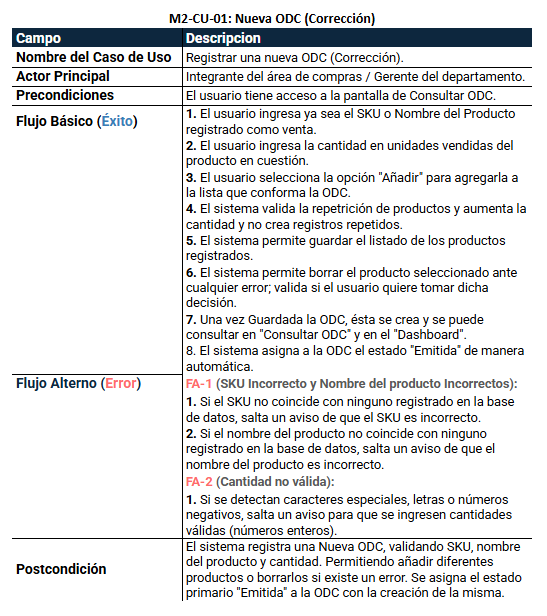 M2-CU-01: Nueva ODC (Corrección)
Campo Descripcion
Nombre del Caso de Uso Registrar una nueva ODC (Corrección).
Actor Principal Integrante del área de compras / Gerente del departamento.
Precondiciones El usuario tiene acceso a la pantalla de Consultar ODC.
Flujo Básico (Éxito) 1. El usuario ingresa ya sea el SKU o Nombre del Producto
registrado como venta.
2. El usuario ingresa la cantidad en unidades vendidas del
producto en cuestión.
3. El usuario selecciona la opción "Añadir" para agregarla a
la lista que conforma la ODC.
4. El sistema valida la repetrición de productos y aumenta la
cantidad y no crea registros repetidos.
5. El sistema permite guardar el listado de los productos
registrados.
6. El sistema permite borrar el producto seleccionado ante
cualquier error; valida si el usuario quiere tomar dicha
decisión.
7. Una vez Guardada la ODC, ésta se crea y se puede
consultar en "Consultar ODC" y en el "Dashboard".
8. El sistema asigna a la ODC el estado "Emitida" de manera
automática.
Flujo Alterno (Error) FA-1 (SKU Incorrecto y Nombre del producto Incorrectos):
1. Si el SKU no coincide con ninguno registrado en la base
de datos, salta un aviso de que el SKU es incorrecto.
2. Si el nombre del producto no coincide con ninguno
registrado en la base de datos, salta un aviso de que el
nombre del producto es incorrecto.
FA-2 (Cantidad no válida):
1. Si se detectan caracteres especiales, letras o números
negativos, salta un aviso para que se ingresen cantidades
válidas (números enteros).
Postcondición El sistema registra una Nueva ODC, validando SKU, nombre
del producto y cantidad. Permitiendo añadir diferentes
productos o borrarlos si existe un error. Se asigna el estado
primario "Emitida" a la ODC con la creación de la misma.